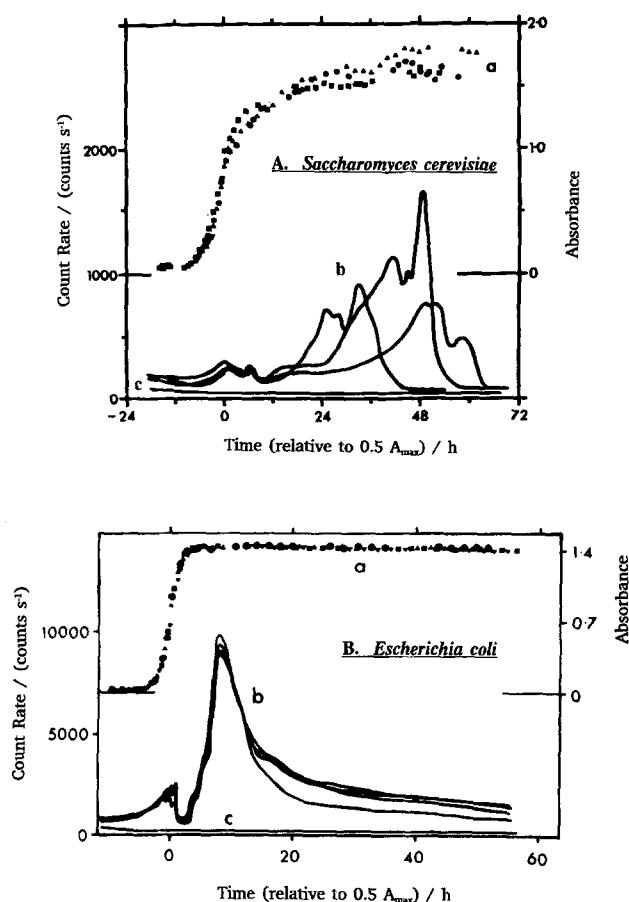 2·0
a
2000
1·0
A. Saccharomyces cerevisiae
Count Rate / (counts s⁻¹)
Absorbance
b
1000
0
c
0
−24
0
24
48
72
Time (relative to 0.5 Aₘₐₓ) / h
1·4
a
10000
0·7
Count Rate / (counts s⁻¹)
Absorbance
B. Escherichia coli
b
0
5000
c
0
0
20
40
60
Time (relative to 0.5 Aₘₐₓ) / h